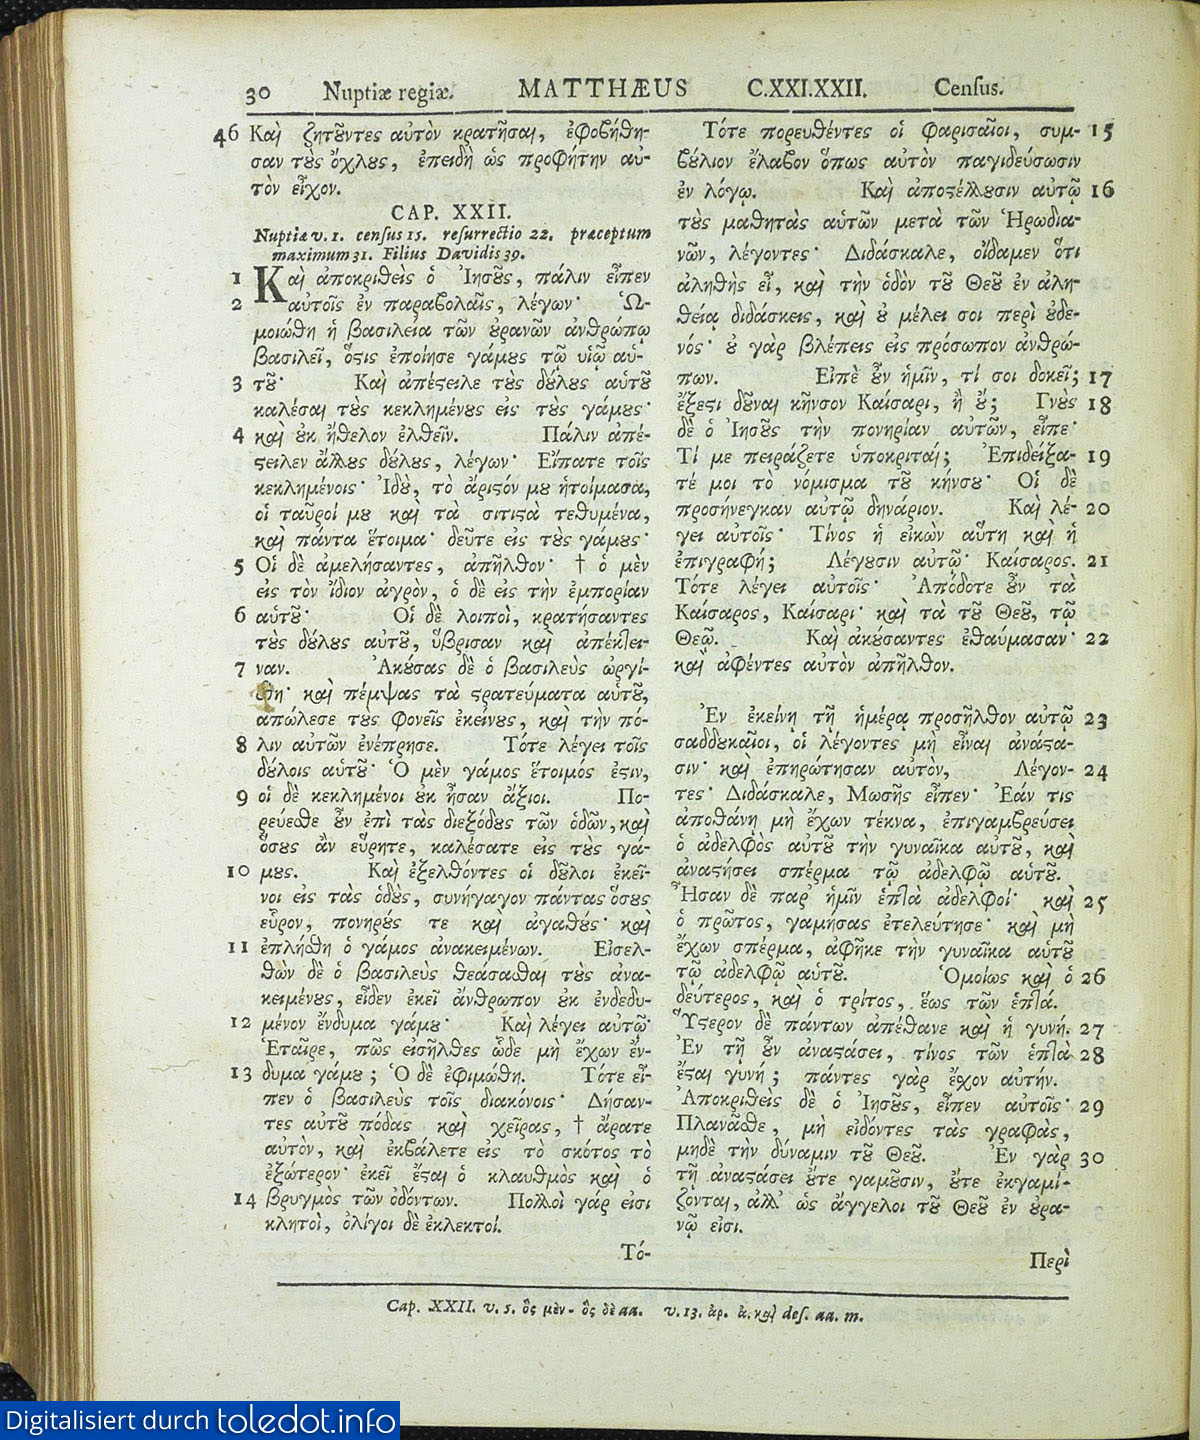 30 Nuptiæ regiæ. MATTHÆUS C.XXI.XXII. Census.
46 Καὶ ζητοῦντες αὐτὸν κρατῆσαι, ἐφοβήθη-
σαν τοὺς ὄχλους, ἐπειδὴ ὡς προφήτην αὐ-
τὸν εἶχον.
CAP. XXII.
Nuptiæ v. 1. census 15. resurrectio 22. præceptum
maximum 31. Filius Davidis 39.
1 Καὶ ἀποκριθεὶς ὁ Ἰησοῦς, πάλιν εἶπεν
2 αὐτοῖς ἐν παραβολαῖς, λέγων· Ὡ-
μοιώθη ἡ βασιλεία τῶν οὐρανῶν ἀνθρώπῳ
βασιλεῖ, ὅστις ἐποίησε γάμους τῷ υἱῷ αὑ-
3 τοῦ· Καὶ ἀπέστειλε τοὺς δούλους αὑτοῦ
καλέσαι τοὺς κεκλημένους εἰς τοὺς γάμους·
4 καὶ οὐκ ἤθελον ἐλθεῖν. Πάλιν ἀπέ-
στειλεν ἄλλους δούλους, λέγων· Εἴπατε τοῖς
κεκλημένοις· Ἰδοὺ, τὸ ἄριστόν μου ἡτοίμασα,
οἱ ταῦροί μου καὶ τὰ σιτιστὰ τεθυμένα,
καὶ πάντα ἕτοιμα· δεῦτε εἰς τοὺς γάμους·
5 Οἱ δὲ ἀμελήσαντες, ἀπῆλθον· † ὁ μὲν
εἰς τὸν ἴδιον ἀγρὸν, ὁ δὲ εἰς τὴν ἐμπορίαν
6 αὑτοῦ· Οἱ δὲ λοιποὶ, κρατήσαντες
τοὺς δούλους αὐτοῦ, ὕβρισαν καὶ ἀπέκτει-
7 ναν. Ἀκούσας δὲ ὁ βασιλεὺς ὠργί-
σθη· καὶ πέμψας τὰ στρατεύματα αὑτοῦ,
ἀπώλεσε τοὺς φονεῖς ἐκείνους, καὶ τὴν πό-
8 λιν αὐτῶν ἐνέπρησε. Τότε λέγει τοῖς
δούλοις αὑτοῦ· Ὁ μὲν γάμος ἕτοιμός ἐστιν,
9 οἱ δὲ κεκλημένοι οὐκ ἦσαν ἄξιοι. Πο-
ρεύεσθε οὖν ἐπὶ τὰς διεξόδους τῶν ὁδῶν, καὶ
ὅσους ἂν εὕρητε, καλέσατε εἰς τοὺς γά-
10 μους. Καὶ ἐξελθόντες οἱ δοῦλοι ἐκεῖ-
νοι εἰς τὰς ὁδοὺς, συνήγαγον πάντας ὅσους
εὗρον, πονηρούς τε καὶ ἀγαθούς· καὶ
11 ἐπλήσθη ὁ γάμος ἀνακειμένων. Εἰσελ-
θὼν δὲ ὁ βασιλεὺς θεάσασθαι τοὺς ἀνα-
κειμένους, εἶδεν ἐκεῖ ἄνθρωπον οὐκ ἐνδεδυ-
12 μένον ἔνδυμα γάμου· Καὶ λέγει αὐτῷ·
Ἑταῖρε, πῶς εἰσῆλθες ὧδε μὴ ἔχων ἔν-
13 δυμα γάμου; Ὁ δὲ ἐφιμώθη. Τότε εἶ-
πεν ὁ βασιλεὺς τοῖς διακόνοις· Δήσαν-
τες αὐτοῦ πόδας καὶ χεῖρας, † ἄρατε
αὐτὸν, καὶ ἐκβάλετε εἰς τὸ σκότος τὸ
ἐξώτερον· ἐκεῖ ἔσται ὁ κλαυθμὸς καὶ ὁ
14 βρυγμὸς τῶν ὀδόντων. Πολλοὶ γάρ εἰσι
κλητοὶ, ὀλίγοι δὲ ἐκλεκτοί.
Τό-
Τότε πορευθέντες οἱ φαρισαῖοι, συμ- 15
βούλιον ἔλαβον ὅπως αὐτὸν παγιδεύσωσιν
ἐν λόγῳ. Καὶ ἀποστέλλουσιν αὐτῷ 16
τοὺς μαθητὰς αὑτῶν μετὰ τῶν Ἡρωδια-
νῶν, λέγοντες· Διδάσκαλε, οἴδαμεν ὅτι
ἀληθὴς εἶ, καὶ τὴν ὁδὸν τοῦ Θεοῦ ἐν ἀλη-
θείᾳ διδάσκεις, καὶ οὐ μέλει σοι περὶ οὐδε-
νός· οὐ γὰρ βλέπεις εἰς πρόσωπον ἀνθρώ-
πων. Εἰπὲ οὖν ἡμῖν, τί σοι δοκεῖ; 17
ἔξεστι δοῦναι κῆνσον Καίσαρι, ἢ οὔ; Γνοὺς 18
δὲ ὁ Ἰησοῦς τὴν πονηρίαν αὐτῶν, εἶπε·
Τί με πειράζετε ὑποκριταί; Ἐπιδείξα- 19
τέ μοι τὸ νόμισμα τοῦ κήνσου· Οἱ δὲ
προσήνεγκαν αὐτῷ δηνάριον. Καὶ λέ- 20
γει αὐτοῖς· Τίνος ἡ εἰκὼν αὕτη καὶ ἡ
ἐπιγραφή; Λέγουσιν αὐτῷ· Καίσαρος. 21
Τότε λέγει αὐτοῖς· Ἀπόδοτε οὖν τὰ
Καίσαρος, Καίσαρι· καὶ τὰ τοῦ Θεοῦ, τῷ
Θεῷ. Καὶ ἀκούσαντες ἐθαύμασαν· 22
καὶ ἀφέντες αὐτὸν ἀπῆλθον.
Ἐν ἐκείνῃ τῇ ἡμέρᾳ προσῆλθον αὐτῷ 23
σαδδουκαῖοι, οἱ λέγοντες μὴ εἶναι ἀνάστα-
σιν· καὶ ἐπηρώτησαν αὐτὸν, Λέγον- 24
τες· Διδάσκαλε, Μωσῆς εἶπεν· Ἐάν τις
ἀποθάνῃ μὴ ἔχων τέκνα, ἐπιγαμβρεύσει
ὁ ἀδελφὸς αὐτοῦ τὴν γυναῖκα αὐτοῦ, καὶ
ἀναστήσει σπέρμα τῷ ἀδελφῷ αὑτοῦ.
Ἦσαν δὲ παρ' ἡμῖν ἑπτὰ ἀδελφοί· καὶ 25
ὁ πρῶτος, γαμήσας ἐτελεύτησε· καὶ μὴ
ἔχων σπέρμα, ἀφῆκε τὴν γυναῖκα αὑτοῦ
τῷ ἀδελφῷ αὑτοῦ. Ὁμοίως καὶ ὁ 26
δεύτερος, καὶ ὁ τρίτος, ἕως τῶν ἑπτά.
Ὕστερον δὲ πάντων ἀπέθανε καὶ ἡ γυνή. 27
Ἐν τῇ οὖν ἀναστάσει, τίνος τῶν ἑπτὰ 28
ἔσται γυνή; πάντες γὰρ ἔσχον αὐτήν.
Ἀποκριθεὶς δὲ ὁ Ἰησοῦς, εἶπεν αὐτοῖς· 29
Πλανᾶσθε, μὴ εἰδότες τὰς γραφὰς,
μηδὲ τὴν δύναμιν τοῦ Θεοῦ. Ἐν γὰρ 30
τῇ ἀναστάσει οὔτε γαμοῦσιν, οὔτε ἐκγαμί-
ζονται, ἀλλ' ὡς ἄγγελοι τοῦ Θεοῦ ἐν οὐρα-
νῷ εἰσι.
Περὶ
Cap. XXII. v. 5. ὃς μὲν - ὃς δὲ aa. v. 13. ἀρ. ἀ. καὶ des. aa. m.
Digitalisiert durch toledot.info